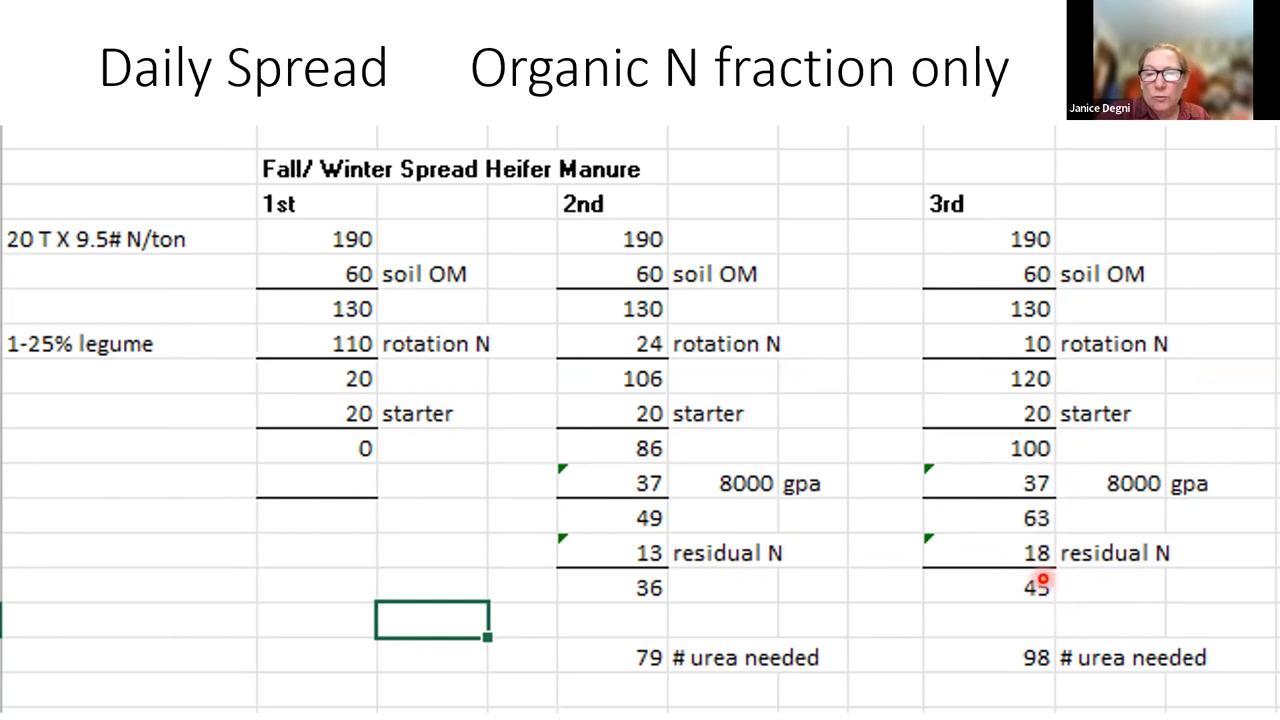 Daily Spread Organic N fraction only
Janice Degni
Fall/ Winter Spread Heifer Manure
1st 2nd 3rd
20 T X 9.5# N/ton 190 190 190
60 soil OM 60 soil OM 60 soil OM
130 130 130
1-25% legume 110 rotation N 24 rotation N 10 rotation N
20 106 120
20 starter 20 starter 20 starter
0 86 100
37 8000 gpa 37 8000 gpa
49 63
13 residual N 18 residual N
36 45
79 # urea needed 98 # urea needed